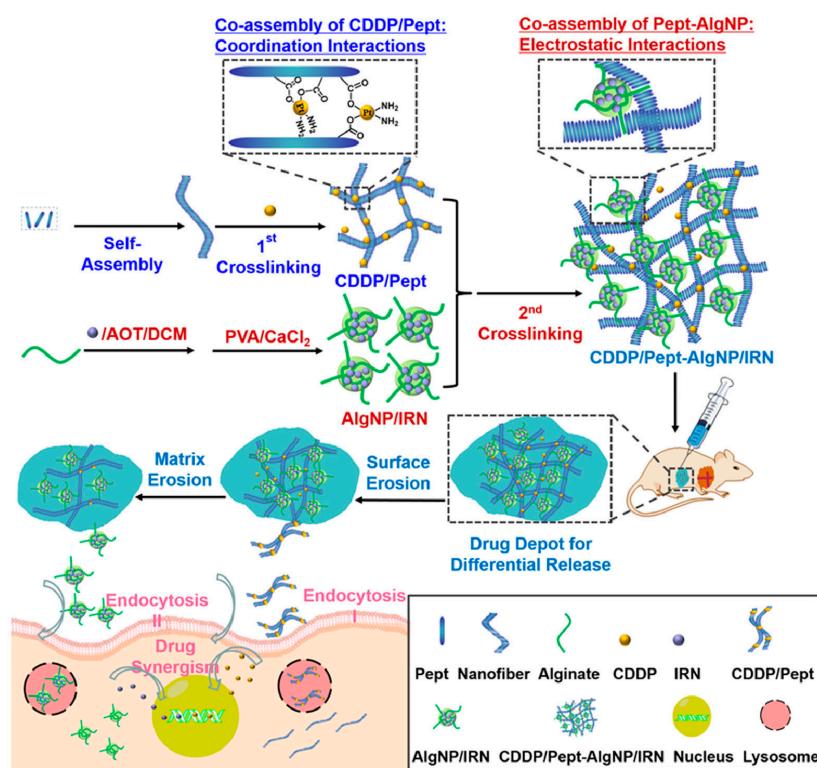 Co-assembly of CDDP/Pept:
Coordination Interactions
Co-assembly of Pept-AlgNP:
Electrostatic Interactions
O
O
Pt
NH₂
NH₂
O
O
O
O
Pt
NH₂
NH₂
O
O
Self-
Assembly
1st
Crosslinking
CDDP/Pept
/AOT/DCM
PVA/CaCl₂
AlgNP/IRN
2nd
Crosslinking
CDDP/Pept-AlgNP/IRN
Matrix
Erosion
Surface
Erosion
Drug Depot for
Differential Release
Endocytosis
II
Endocytosis
I
Drug
Synergism
Pept Nanofiber Alginate CDDP IRN CDDP/Pept
AlgNP/IRN CDDP/Pept-AlgNP/IRN Nucleus Lysosome